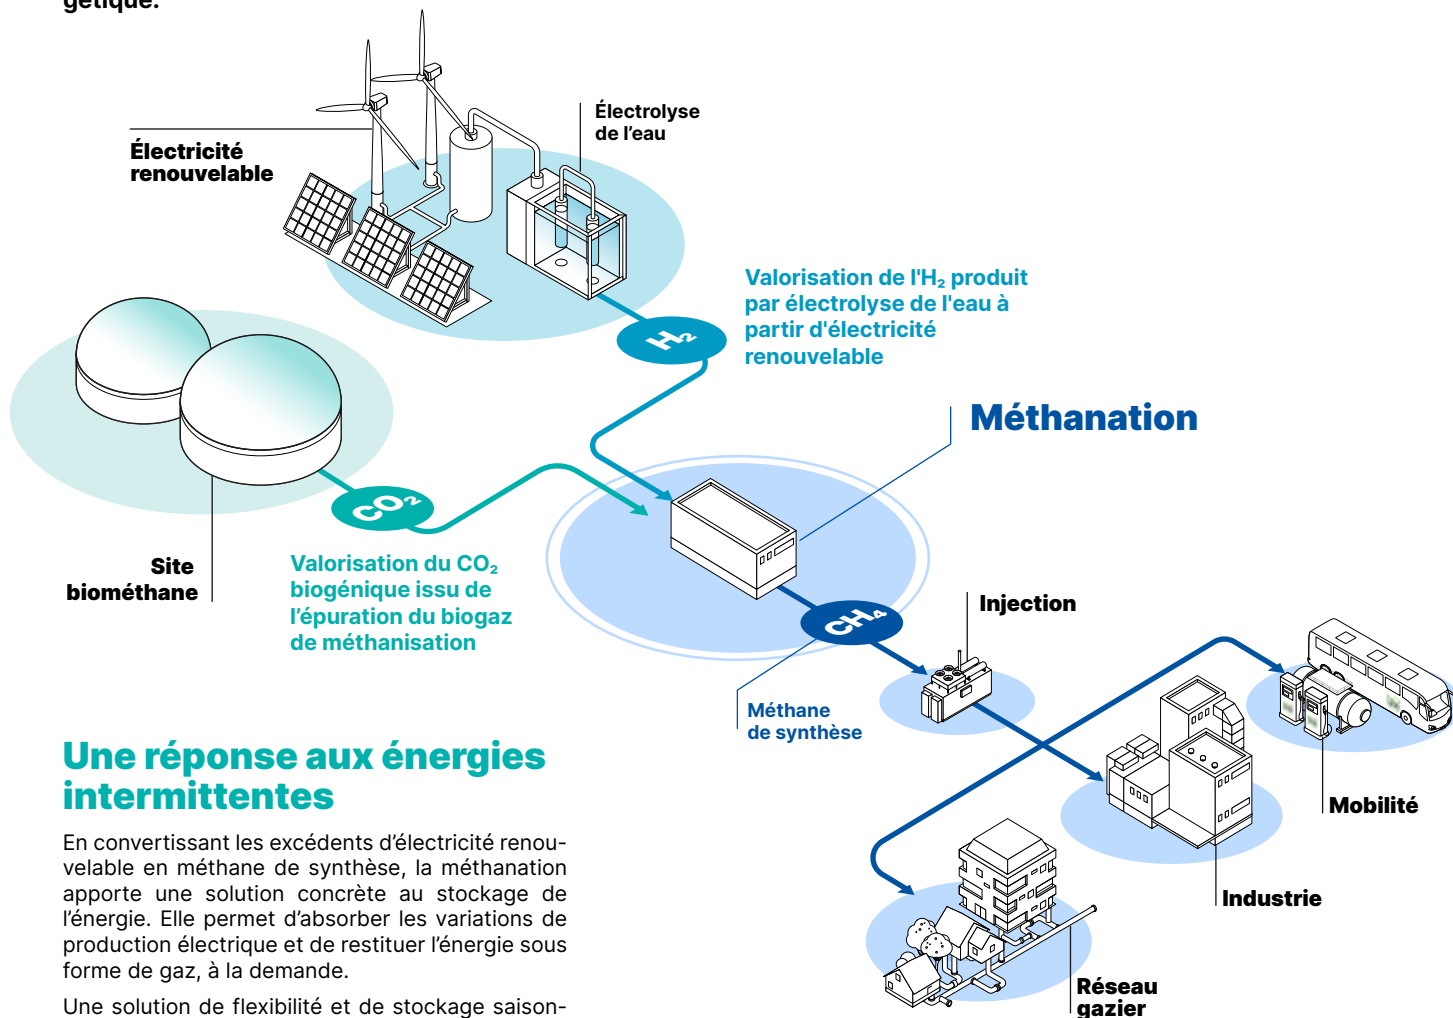 gétique.
Électrolyse
de l’eau
Électricité
renouvelable
Valorisation de l'H₂ produit
par électrolyse de l'eau à
partir d'électricité
renouvelable
H₂
Méthanation
CO₂
Site
biométhane
Valorisation du CO₂
biogénique issu de
l’épuration du biogaz
de méthanisation
CH₄
Injection
Méthane
de synthèse
Mobilité
Industrie
Réseau
gazier
Une réponse aux énergies
intermittentes
En convertissant les excédents d’électricité renou-
velable en méthane de synthèse, la méthanation
apporte une solution concrète au stockage de
l’énergie. Elle permet d’absorber les variations de
production électrique et de restituer l’énergie sous
forme de gaz, à la demande.
Une solution de flexibilité et de stockage saison-